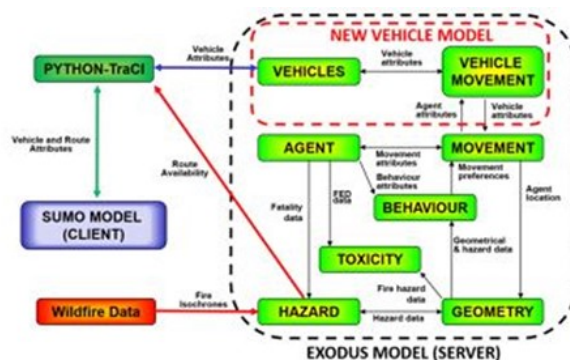 NEW VEHICLE MODEL
PYTHON-TraCI
Vehicle
Attributes
VEHICLES
Vehicle
attributes
VEHICLE
MOVEMENT
Agent
attributes
Vehicle
attributes
Vehicle and Route
Attributes
Route
Availability
AGENT
Movement
attributes
MOVEMENT
Behaviour
attributes
Movement
preferences
Fatality
data
FED
data
BEHAVIOUR
Agent
location
SUMO MODEL
(CLIENT)
TOXICITY
Geometrical
& hazard data
Wildfire Data
Fire
Isochrones
HAZARD
Fire hazard
data
Hazard data
GEOMETRY
EXODUS MODEL (SERVER)